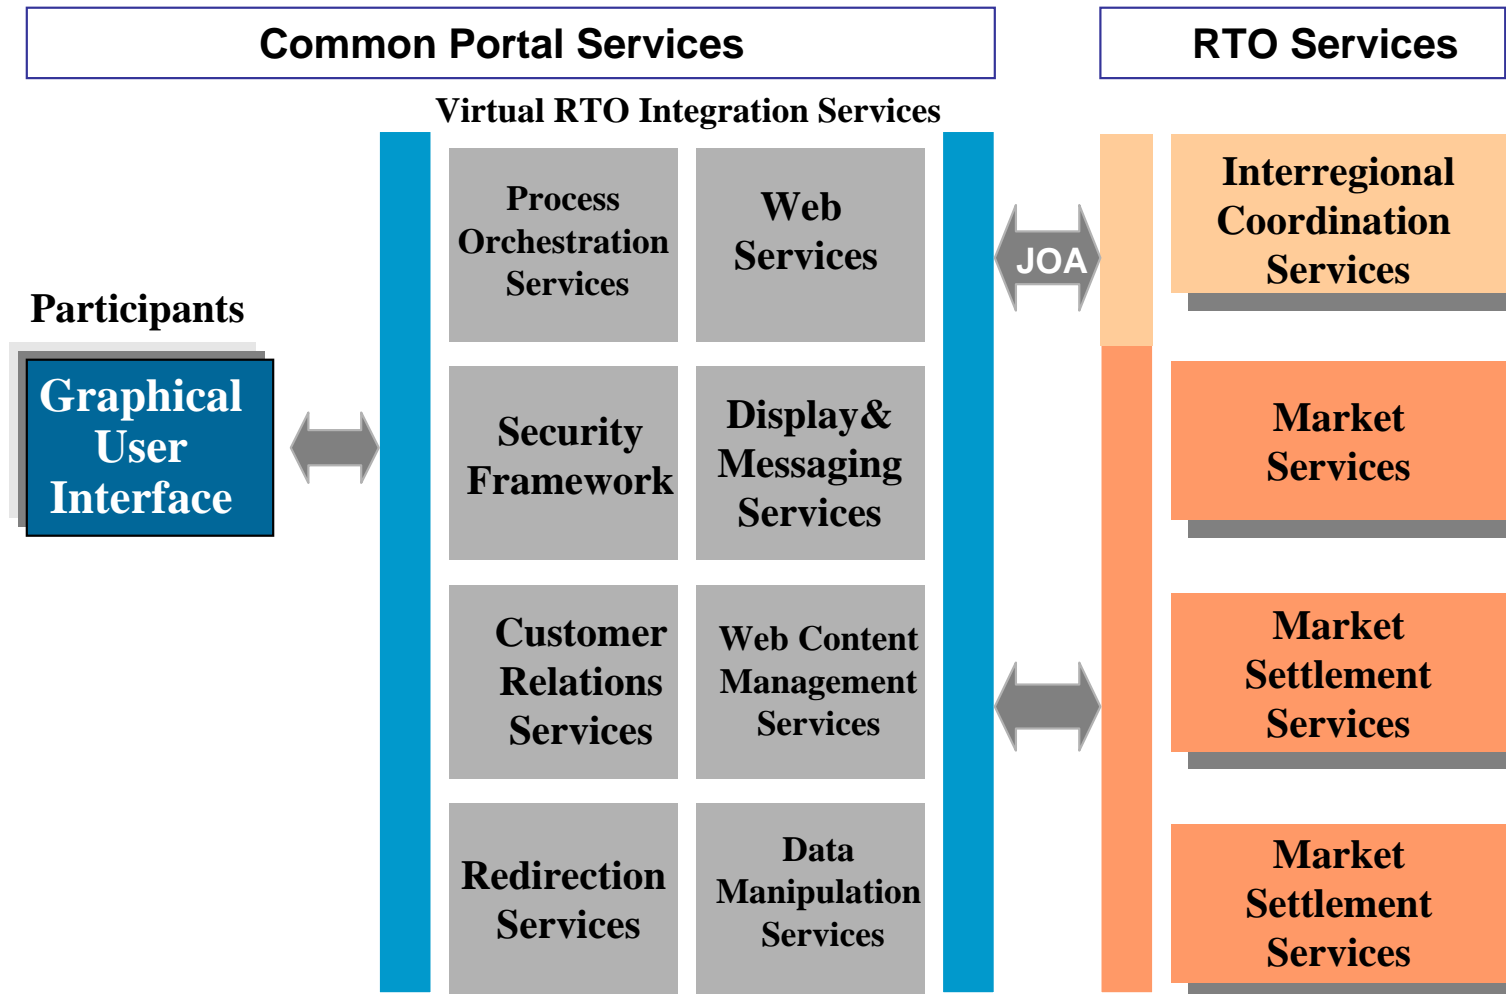 Common Portal Services
RTO Services
Virtual RTO Integration Services
Participants
Graphical
User
Interface
Process
Orchestration
Services
Web
Services
Security
Framework
Display&
Messaging
Services
Customer
Relations
Services
Web Content
Management
Services
Redirection
Services
Data
Manipulation
Services
JOA
Interregional
Coordination
Services
Market
Services
Market
Settlement
Services
Market
Settlement
Services